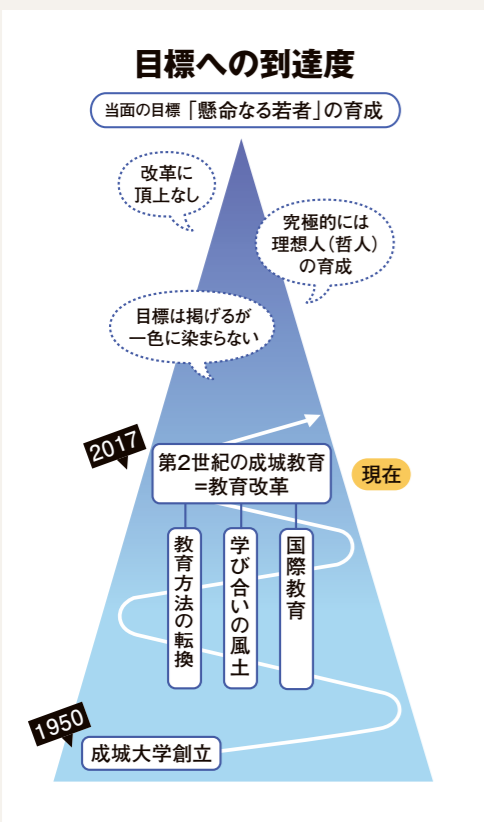 目標への到達度
当面の目標「懸命なる若者」の育成
改革に
頂上なし
究極的には
理想人(哲人)
の育成
目標は掲げるが
一色に染まらない
2017
第2世紀の成城教育
=教育改革
現在
教育方法の転換
学び合いの風土
国際教育
1950
成城大学創立